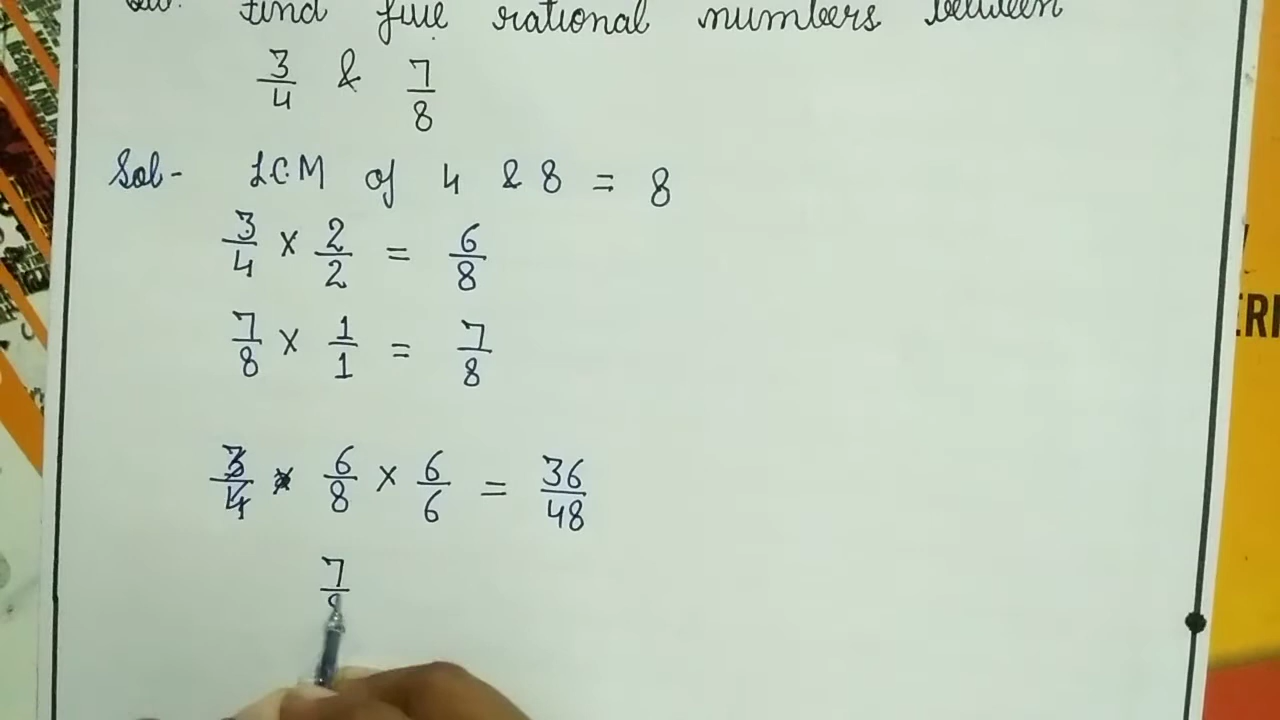 find five rational numbers between
3/4 & 7/8
Sol- LCM of 4 & 8 = 8
3/4 × 2/2 = 6/8
7/8 × 1/1 = 7/8
6/8 × 6/6 = 36/48
7/8